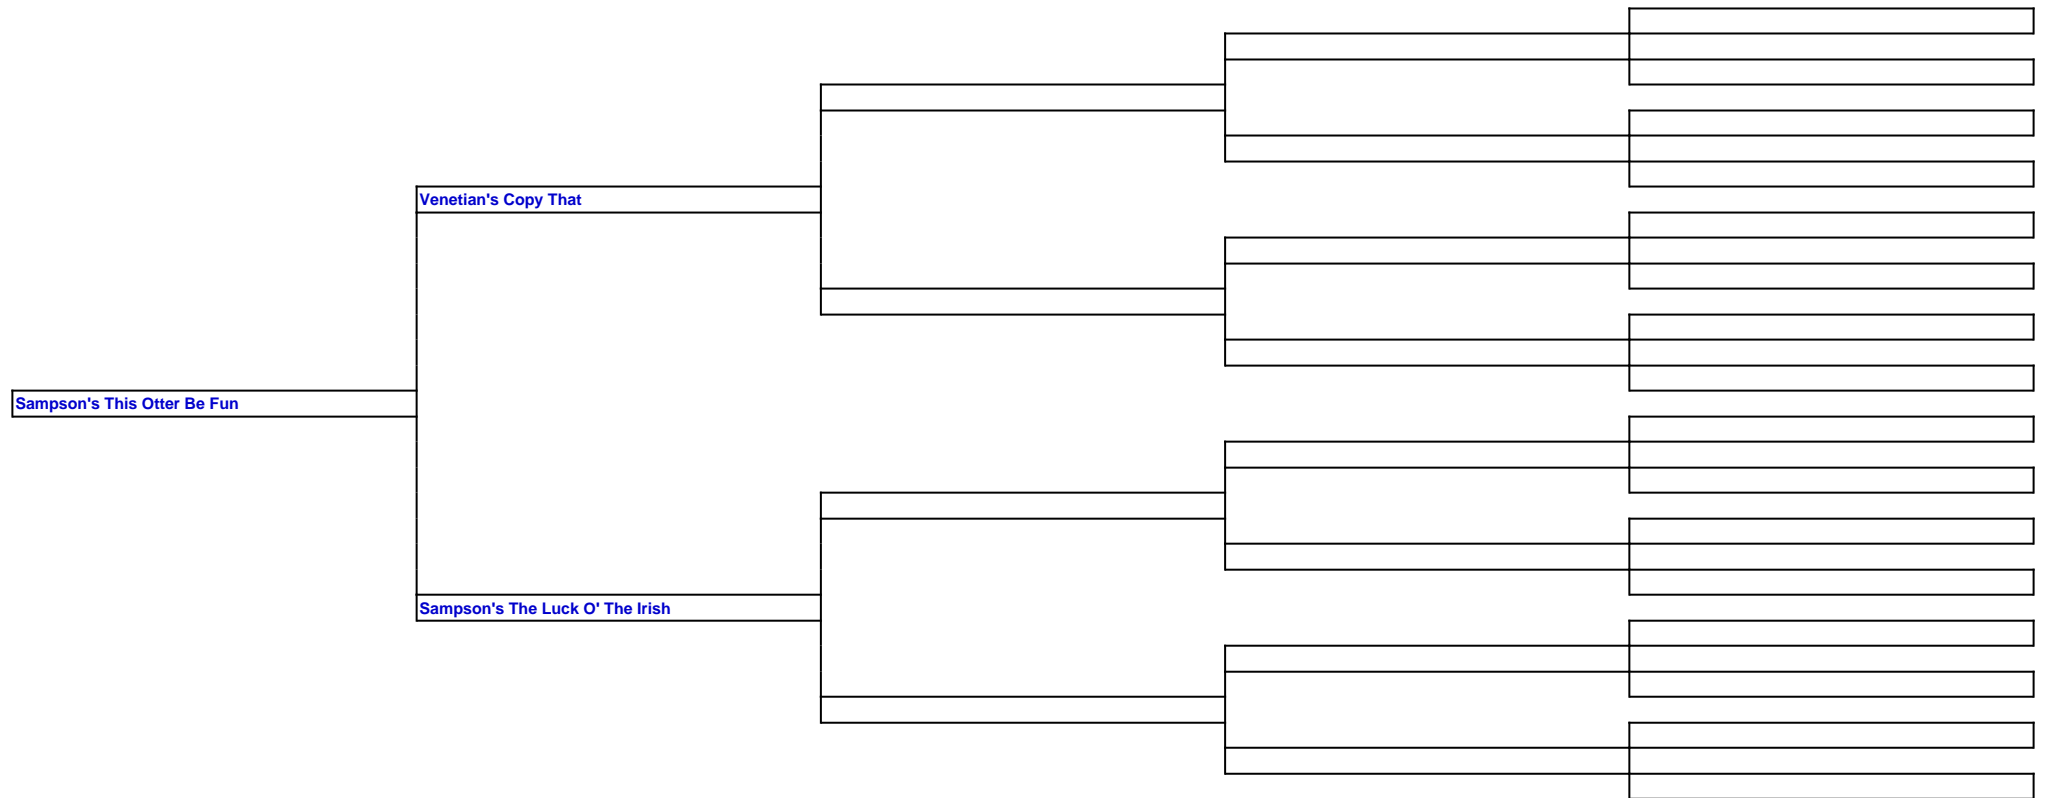 Venetian's Copy That
Sampson's This Otter Be Fun
Sampson's The Luck O' The Irish